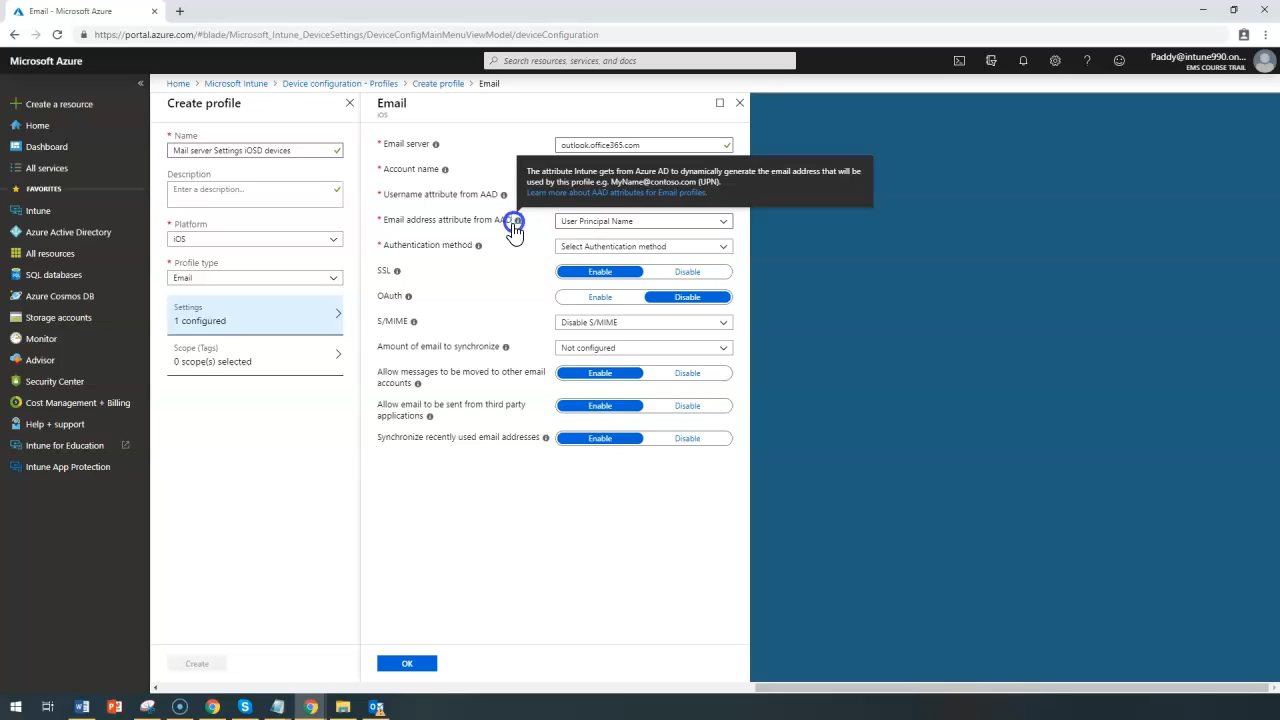 Email - Microsoft Azure
https://portal.azure.com/#blade/Microsoft_Intune_DeviceSettings/DeviceConfigMainMenuViewModel/deviceConfiguration
Microsoft Azure
Search resources, services, and docs
Paddy@intune990.on...
EMS COURSE TRAIL
Create a resource
Home
Dashboard
All services
FAVORITES
Intune
Azure Active Directory
All resources
SQL databases
Azure Cosmos DB
Storage accounts
Monitor
Advisor
Security Center
Cost Management + Billing
Help + support
Intune for Education
Intune App Protection
Home > Microsoft Intune > Device configuration - Profiles > Create profile > Email
Create profile
* Name
Mail server Settings iOSD devices
Description
Enter a description...
* Platform
iOS
* Profile type
Email
Settings
1 configured
Scope (Tags)
0 scope(s) selected
Create
Email
iOS
* Email server
outlook.office365.com
* Account name
* Username attribute from AAD
The attribute Intune gets from Azure AD to dynamically generate the email address that will be
used by this profile e.g. MyName@contoso.com (UPN).
Learn more about AAD attributes for Email profiles.
* Email address attribute from AAD
User Principal Name
* Authentication method
Select Authentication method
SSL
Enable Disable
OAuth
Enable Disable
S/MIME
Disable S/MIME
Amount of email to synchronize
Not configured
Allow messages to be moved to other email
accounts
Enable Disable
Allow email to be sent from third party
applications
Enable Disable
Synchronize recently used email addresses
Enable Disable
OK